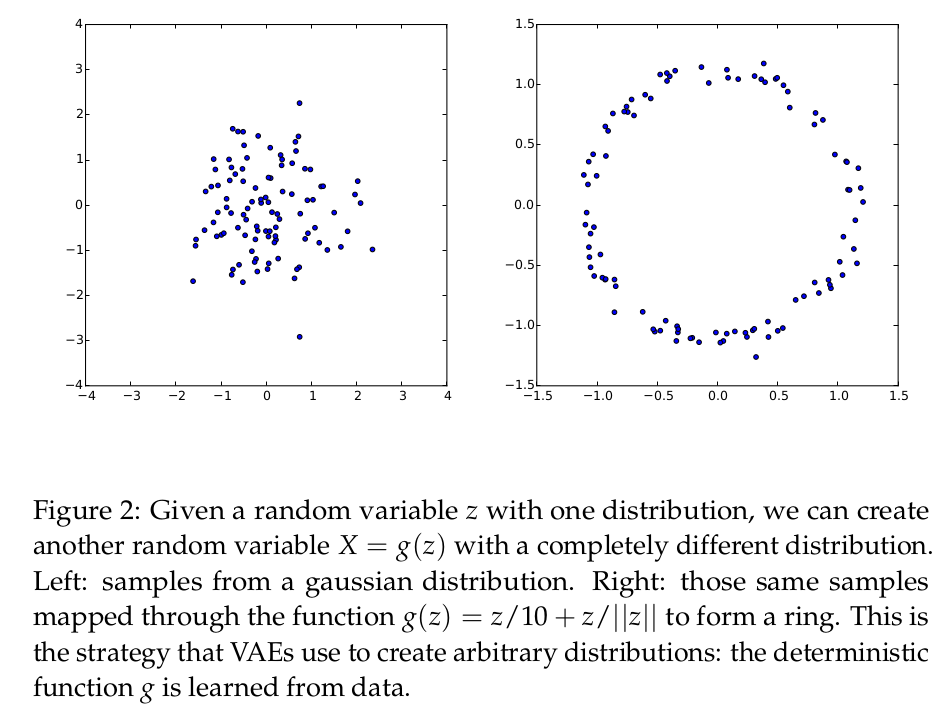 4
3
2
1
0
−1
−2
−3
−4
−4 −3 −2 −1 0 1 2 3 4
1.5
1.0
0.5
0.0
−0.5
−1.0
−1.5
−1.5 −1.0 −0.5 0.0 0.5 1.0 1.5
Figure 2: Given a random variable z with one distribution, we can create
another random variable X = g(z) with a completely different distribution.
Left: samples from a gaussian distribution. Right: those same samples
mapped through the function g(z) = z/10 + z/||z|| to form a ring. This is
the strategy that VAEs use to create arbitrary distributions: the deterministic
function g is learned from data.